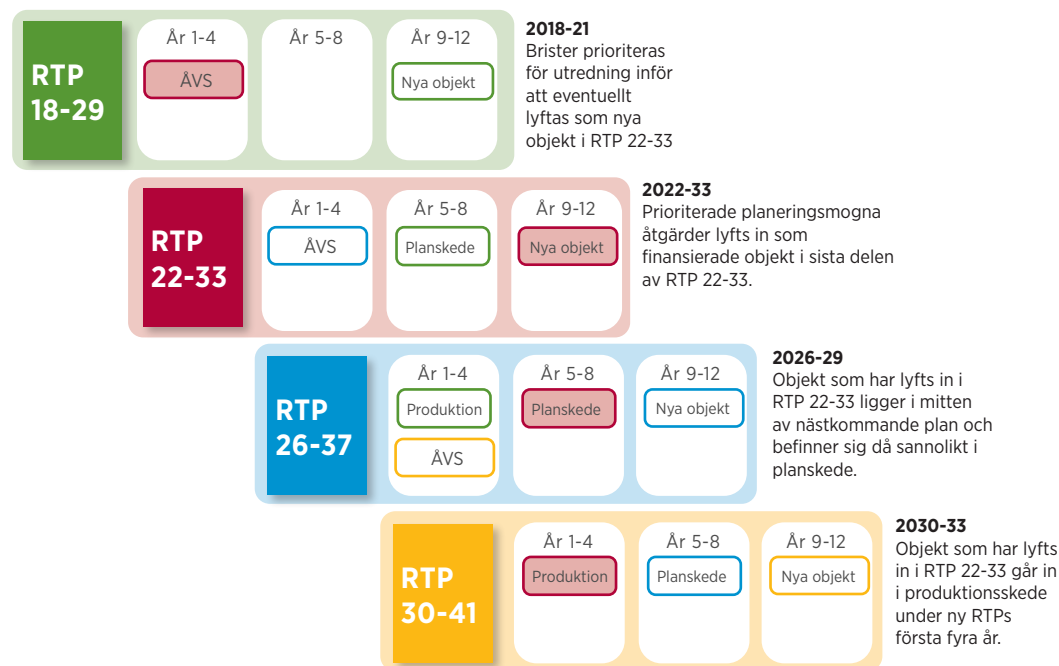 RTP
18-29
År 1-4
ÅVS
År 5-8
År 9-12
Nya objekt
2018-21
Brister prioriteras
för utredning inför
att eventuellt
lyftas som nya
objekt i RTP 22-33
RTP
22-33
År 1-4
ÅVS
År 5-8
Planskede
År 9-12
Nya objekt
2022-33
Prioriterade planeringsmogna
åtgärder lyfts in som
finansierade objekt i sista delen
av RTP 22-33.
RTP
26-37
År 1-4
Produktion
ÅVS
År 5-8
Planskede
År 9-12
Nya objekt
2026-29
Objekt som har lyfts in i
RTP 22-33 ligger i mitten
av nästkommande plan och
befinner sig då sannolikt i
planskede.
RTP
30-41
År 1-4
Produktion
År 5-8
Planskede
År 9-12
Nya objekt
2030-33
Objekt som har lyfts
in i RTP 22-33 går in
i produktionsskede
under ny RTPs
första fyra år.